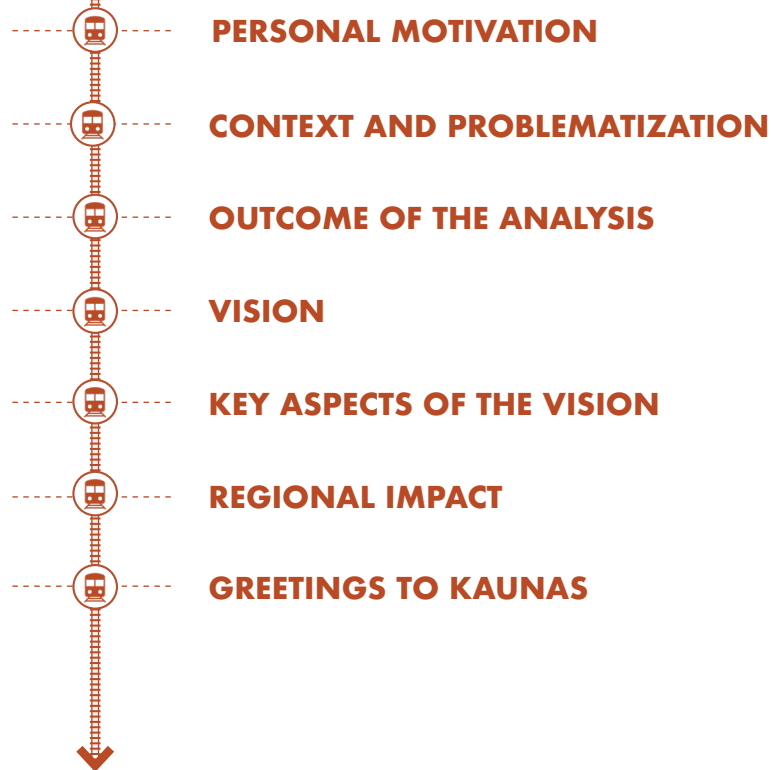 PERSONAL MOTIVATION
CONTEXT AND PROBLEMATIZATION
OUTCOME OF THE ANALYSIS
VISION
KEY ASPECTS OF THE VISION
REGIONAL IMPACT
GREETINGS TO KAUNAS